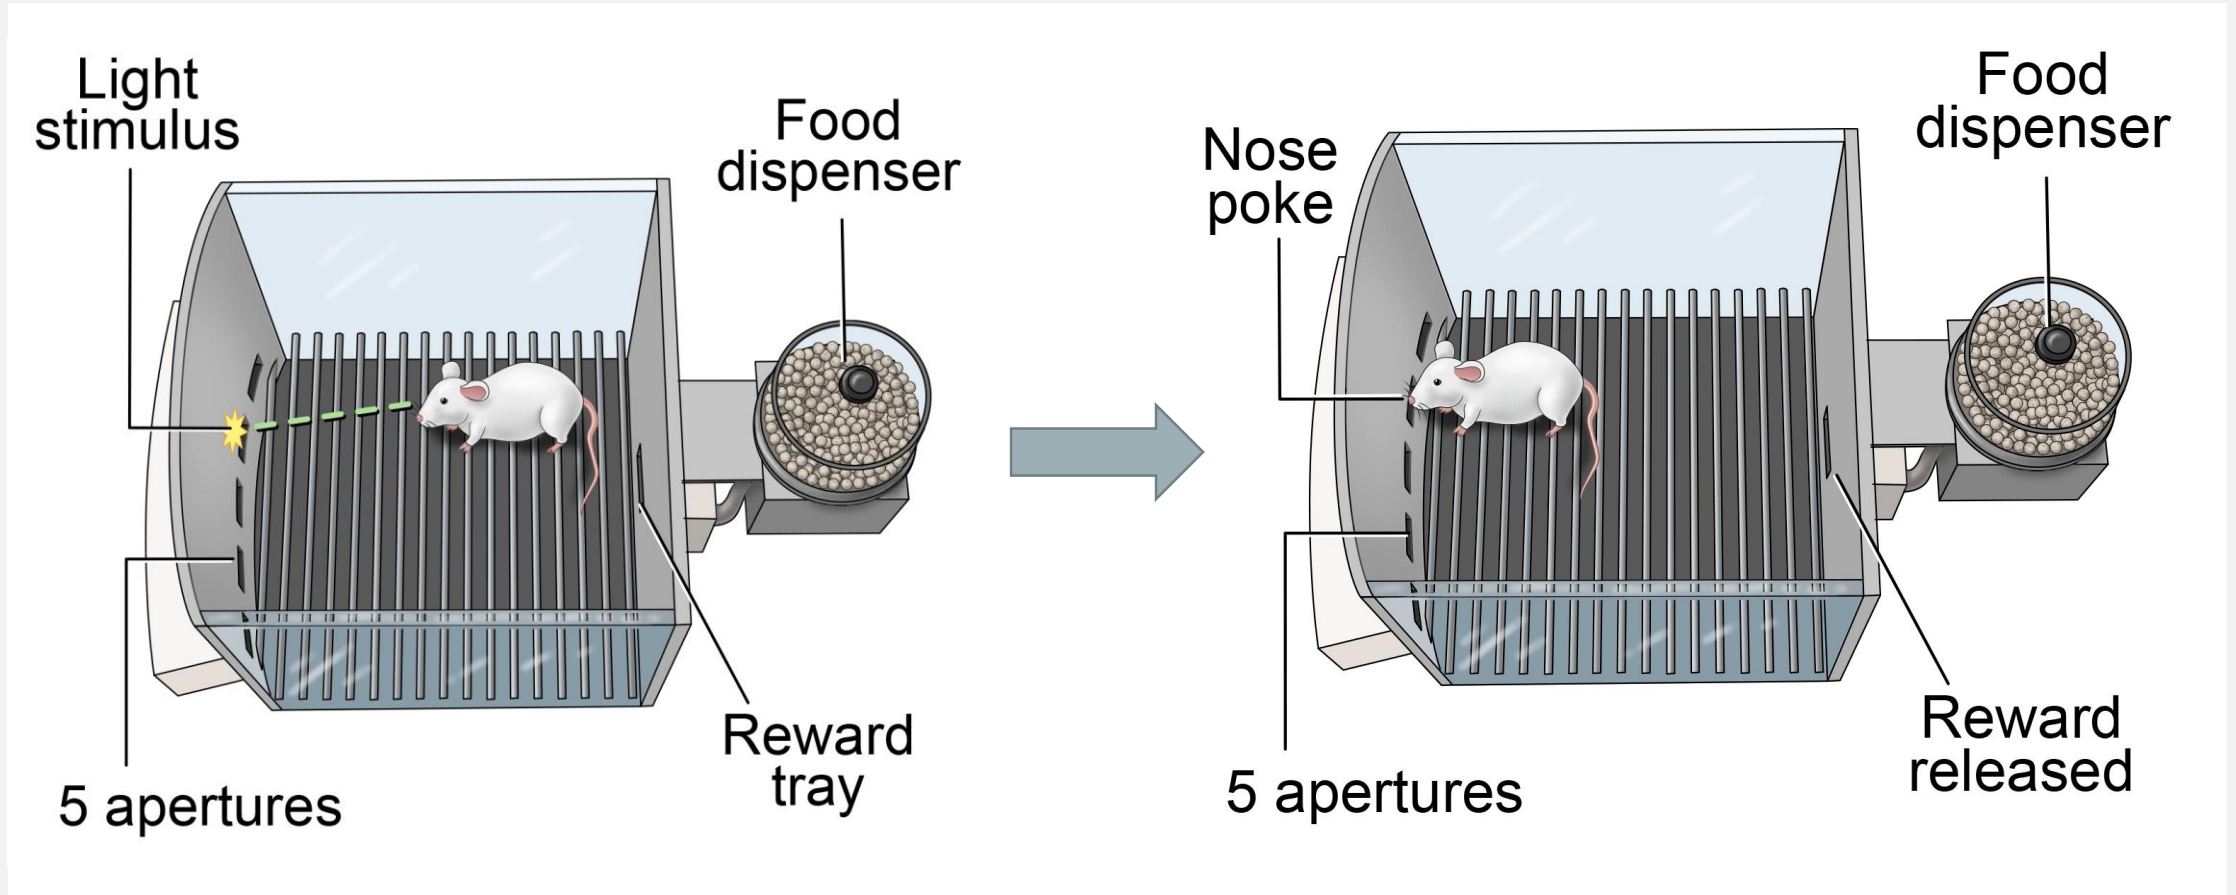 Light
stimulus
Food
dispenser
5 apertures
Reward
tray
Nose
poke
Food
dispenser
5 apertures
Reward
released